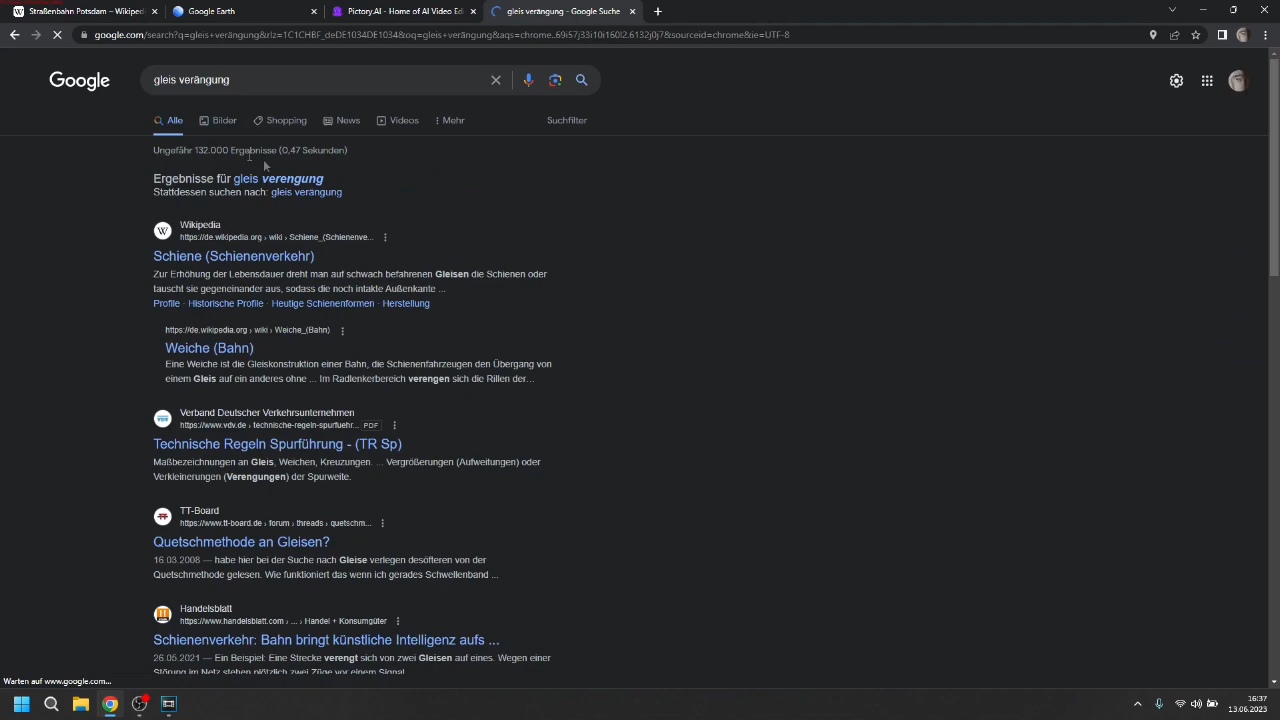 Straßenbahn Potsdam – Wikiped
Google Earth
Pictory.AI - Home of AI Video Edi
gleis verängung - Google Suche
google.com/search?q=gleis+verängung&rlz=1C1CHBF_deDE1034DE1034&oq=gleis+verängung&aqs=chrome..69i57j33i10i160l2.6132j0j7&sourceid=chrome&ie=UTF-8
Google
gleis verängung
Alle
Bilder
Shopping
News
Videos
Mehr
Suchfilter
Ungefähr 132.000 Ergebnisse (0,47 Sekunden)
Ergebnisse für gleis verengung
Stattdessen suchen nach: gleis verängung
Wikipedia
https://de.wikipedia.org › wiki › Schiene_(Schienenve...
Schiene (Schienenverkehr)
Zur Erhöhung der Lebensdauer dreht man auf schwach befahrenen Gleisen die Schienen oder
tauscht sie gegeneinander aus, sodass die noch intakte Außenkante ...
Profile · Historische Profile · Heutige Schienenformen · Herstellung
https://de.wikipedia.org › wiki › Weiche_(Bahn)
Weiche (Bahn)
Eine Weiche ist die Gleiskonstruktion einer Bahn, die Schienenfahrzeugen den Übergang von
einem Gleis auf ein anderes ohne ... Im Radlenkerbereich verengen sich die Rillen der...
Verband Deutscher Verkehrsunternehmen
https://www.vdv.de › technische-regeln-spurfuehr... PDF
Technische Regeln Spurführung - (TR Sp)
Maßbezeichnungen an Gleis, Weichen, Kreuzungen. ... Vergrößerungen (Aufweitungen) oder
Verkleinerungen (Verengungen) der Spurweite.
TT-Board
https://www.tt-board.de › forum › threads › quetschm...
Quetschmethode an Gleisen?
16.03.2008 — habe hier bei der Suche nach Gleise verlegen desöfteren von der
Quetschmethode gelesen. Wie funktioniert das wenn ich gerades Schwellenband ...
Handelsblatt
https://www.handelsblatt.com › ... › Handel + Konsumgüter
Schienenverkehr: Bahn bringt künstliche Intelligenz aufs ...
26.05.2021 — Ein Beispiel: Eine Strecke verengt sich von zwei Gleisen auf eines. Wegen einer
Störung im Netz stehen plötzlich zwei Züge vor einem Signal.
Warten auf www.google.com...
16:37
13.06.2023